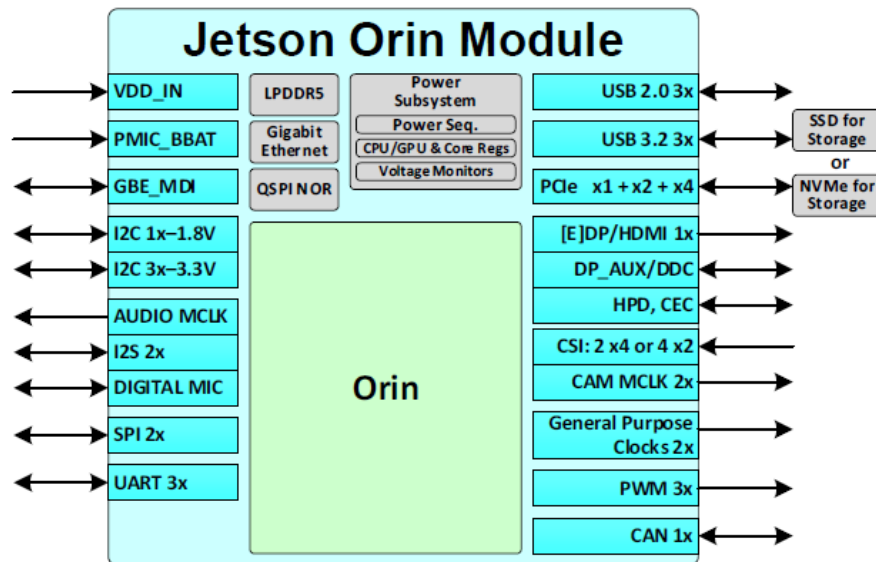 Jetson Orin Module
VDD_IN
PMIC_BBAT
GBE_MDI
I2C 1x–1.8V
I2C 3x–3.3V
AUDIO MCLK
I2S 2x
DIGITAL MIC
SPI 2x
UART 3x
LPDDR5
Gigabit
Ethernet
QSPI NOR
Power
Subsystem
Power Seq.
CPU/GPU & Core Regs
Voltage Monitors
Orin
USB 2.0 3x
USB 3.2 3x
PCIe x1 + x2 + x4
[E]DP/HDMI 1x
DP_AUX/DDC
HPD, CEC
CSI: 2 x4 or 4 x2
CAM MCLK 2x
General Purpose
Clocks 2x
PWM 3x
CAN 1x
SSD for
Storage
or
NVMe for
Storage